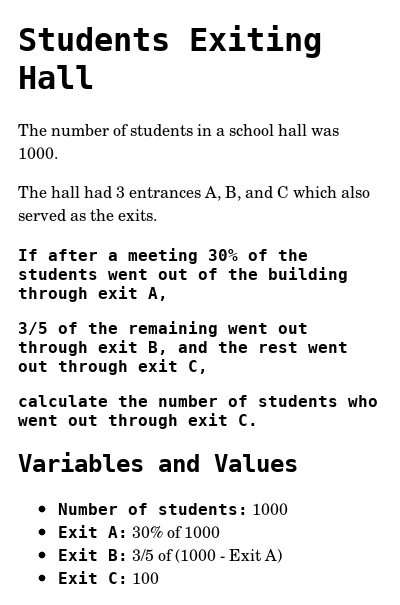 Students Exiting
Hall
The number of students in a school hall was
1000.
The hall had 3 entrances A, B, and C which also
served as the exits.
If after a meeting 30% of the
students went out of the building
through exit A,
3/5 of the remaining went out
through exit B, and the rest went
out through exit C,
calculate the number of students who
went out through exit C.
Variables and Values
• Number of students: 1000
• Exit A: 30% of 1000
• Exit B: 3/5 of (1000 - Exit A)
• Exit C: 100